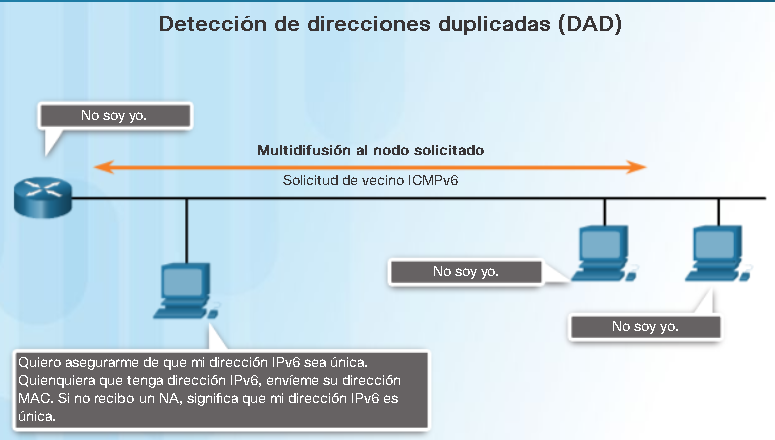 Detección de direcciones duplicadas (DAD)
No soy yo.
Multidifusión al nodo solicitado
Solicitud de vecino ICMPv6
No soy yo.
No soy yo.
Quiero asegurarme de que mi dirección IPv6 sea única.
Quienquiera que tenga dirección IPv6, envíeme su dirección
MAC. Si no recibo un NA, significa que mi dirección IPv6 es
única.